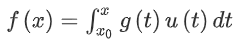 f (x) = ∫_{x_0}^{x} g (t) u (t) dt